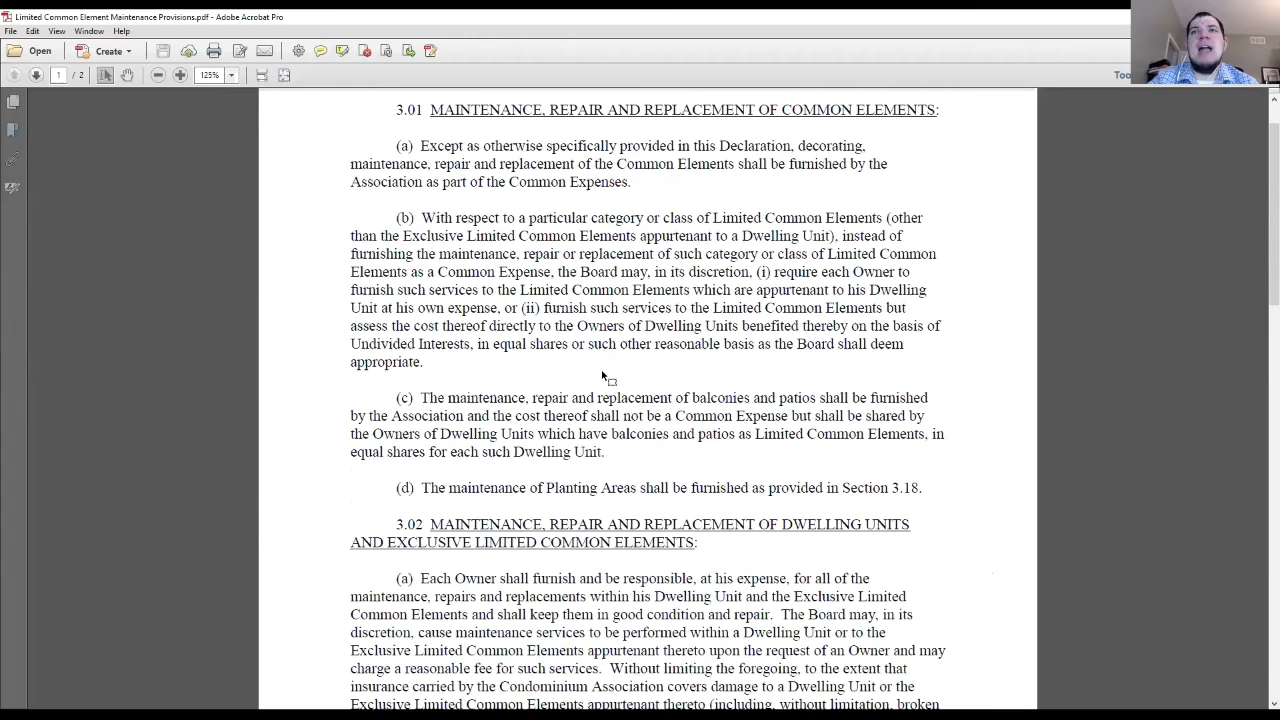 Limited Common Element Maintenance Provisions.pdf - Adobe Acrobat Pro
File Edit View Window Help
Open Create
1 / 2 125% Too
3.01 MAINTENANCE, REPAIR AND REPLACEMENT OF COMMON ELEMENTS:
(a) Except as otherwise specifically provided in this Declaration, decorating,
maintenance, repair and replacement of the Common Elements shall be furnished by the
Association as part of the Common Expenses.
(b) With respect to a particular category or class of Limited Common Elements (other
than the Exclusive Limited Common Elements appurtenant to a Dwelling Unit), instead of
furnishing the maintenance, repair or replacement of such category or class of Limited Common
Elements as a Common Expense, the Board may, in its discretion, (i) require each Owner to
furnish such services to the Limited Common Elements which are appurtenant to his Dwelling
Unit at his own expense, or (ii) furnish such services to the Limited Common Elements but
assess the cost thereof directly to the Owners of Dwelling Units benefited thereby on the basis of
Undivided Interests, in equal shares or such other reasonable basis as the Board shall deem
appropriate.
(c) The maintenance, repair and replacement of balconies and patios shall be furnished
by the Association and the cost thereof shall not be a Common Expense but shall be shared by
the Owners of Dwelling Units which have balconies and patios as Limited Common Elements, in
equal shares for each such Dwelling Unit.
(d) The maintenance of Planting Areas shall be furnished as provided in Section 3.18.
3.02 MAINTENANCE, REPAIR AND REPLACEMENT OF DWELLING UNITS
AND EXCLUSIVE LIMITED COMMON ELEMENTS:
(a) Each Owner shall furnish and be responsible, at his expense, for all of the
maintenance, repairs and replacements within his Dwelling Unit and the Exclusive Limited
Common Elements and shall keep them in good condition and repair. The Board may, in its
discretion, cause maintenance services to be performed within a Dwelling Unit or to the
Exclusive Limited Common Elements appurtenant thereto upon the request of an Owner and may
charge a reasonable fee for such services. Without limiting the foregoing, to the extent that
insurance carried by the Condominium Association covers damage to a Dwelling Unit or the
Exclusive Limited Common Elements appurtenant thereto (including, without limitation, broken